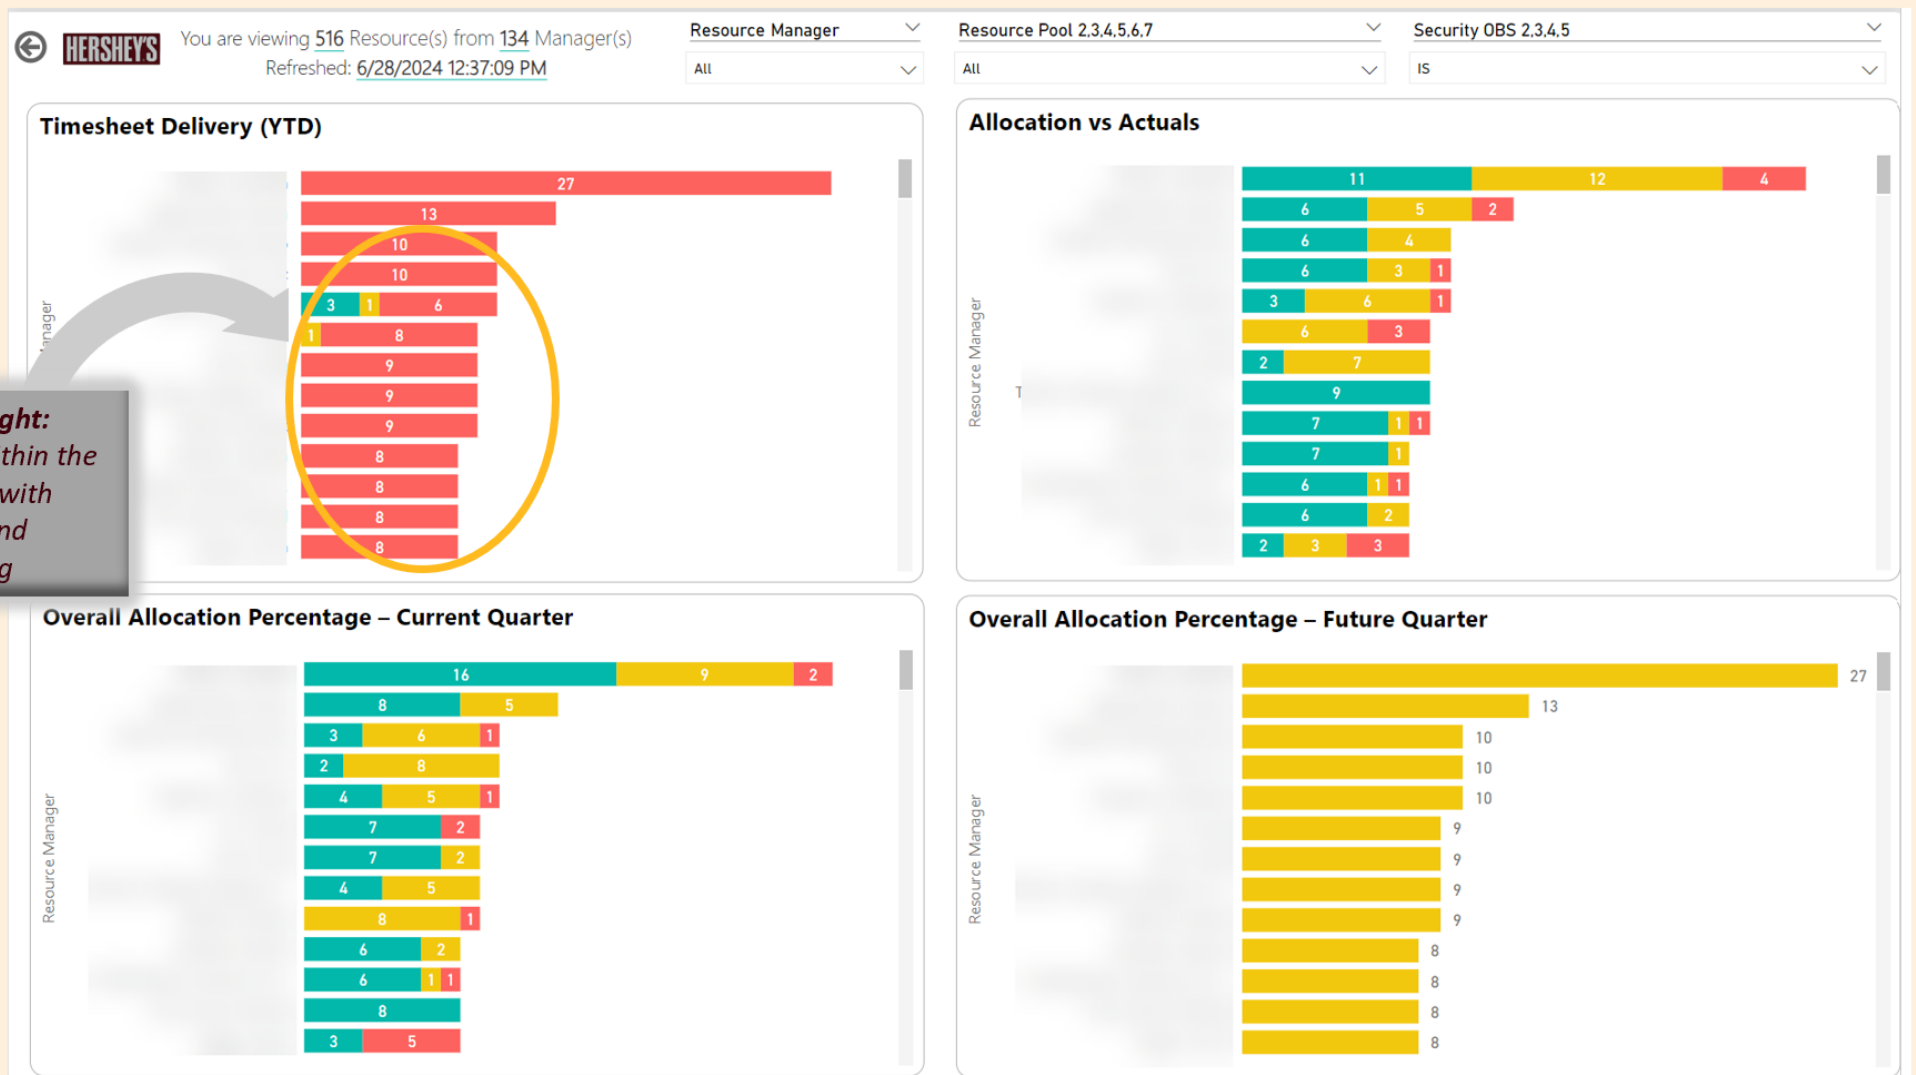 HERSHEY'S
You are viewing 516 Resource(s) from 134 Manager(s)
Refreshed: 6/28/2024 12:37:09 PM
Resource Manager
All
Resource Pool 2,3,4,5,6,7
All
Security OBS 2,3,4,5
IS
Timesheet Delivery (YTD)
anager
27
13
10
10
3 1 6
1 8
9
9
9
8
8
8
8
ght:
thin the
with
nd
g
Allocation vs Actuals
Resource Manager
T
11 12 4
6 5 2
6 4
6 3 1
3 6 1
6 3
2 7
9
7 1 1
7 1
6 1 1
6 2
2 3 3
Overall Allocation Percentage – Current Quarter
Resource Manager
16 9 2
8 5
3 6 1
2 8
4 5 1
7 2
7 2
4 5
8 1
6 2
6 1 1
8
3 5
Overall Allocation Percentage – Future Quarter
Resource Manager
27
13
10
10
10
9
9
9
9
8
8
8
8